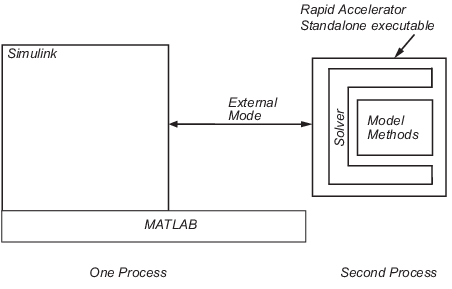 Rapid Accelerator
Standalone executable
Simulink
External
Mode
Solver
Model
Methods
MATLAB
One Process
Second Process